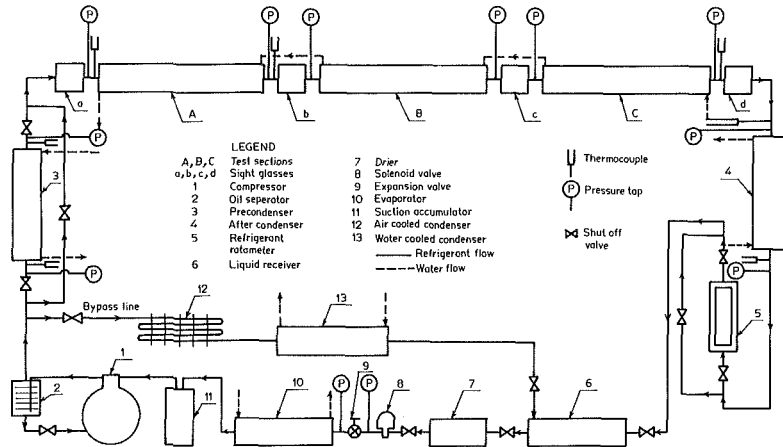 P P P P P P
a A b B c C d
P P
LEGEND
A,B,C Test sections
a,b,c,d Sight glasses
1 Compressor
2 Oil seperator
3 Precondenser
4 After condenser
5 Refrigerant rotameter
6 Liquid receiver
7 Drier
8 Solenoid valve
9 Expansion valve
10 Evaporator
11 Suction accumulator
12 Air cooled condenser
13 Water cooled condenser
Refrigerant flow
Water flow
Thermocouple
P Pressure tap
Shut off valve
3
4
P P
Bypass line
12
13
5
1
2
11
10
P
9
P
8
7
6